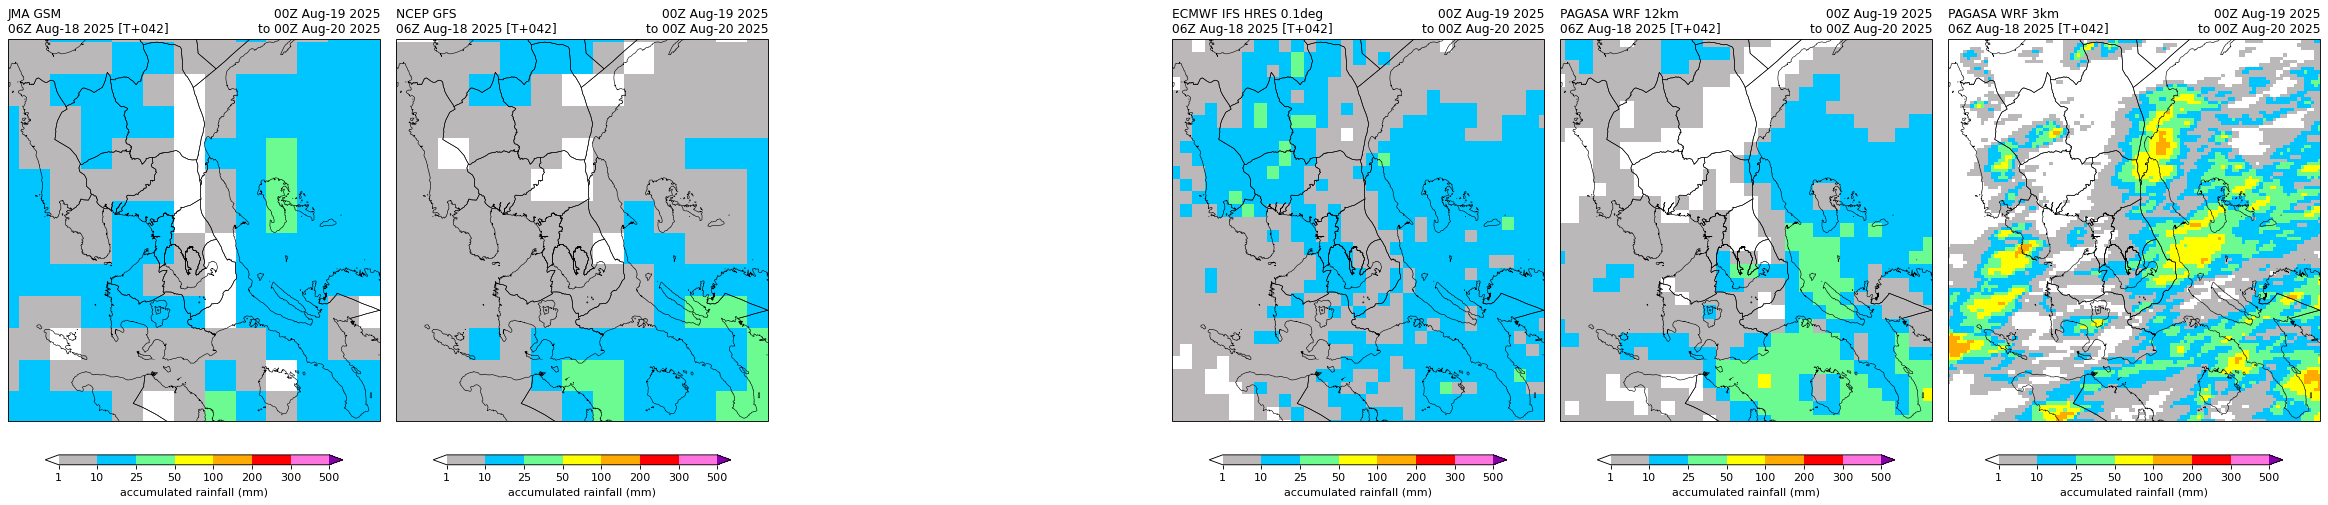 JMA GSM 00Z Aug-19 2025
06Z Aug-18 2025 [T+042] to 00Z Aug-20 2025
1 10 25 50 100 200 300 500
accumulated rainfall (mm)
NCEP GFS 00Z Aug-19 2025
06Z Aug-18 2025 [T+042] to 00Z Aug-20 2025
1 10 25 50 100 200 300 500
accumulated rainfall (mm)
ECMWF IFS HRES 0.1deg 00Z Aug-19 2025
06Z Aug-18 2025 [T+042] to 00Z Aug-20 2025
1 10 25 50 100 200 300 500
accumulated rainfall (mm)
PAGASA WRF 12km 00Z Aug-19 2025
06Z Aug-18 2025 [T+042] to 00Z Aug-20 2025
1 10 25 50 100 200 300 500
accumulated rainfall (mm)
PAGASA WRF 3km 00Z Aug-19 2025
06Z Aug-18 2025 [T+042] to 00Z Aug-20 2025
1 10 25 50 100 200 300 500
accumulated rainfall (mm)